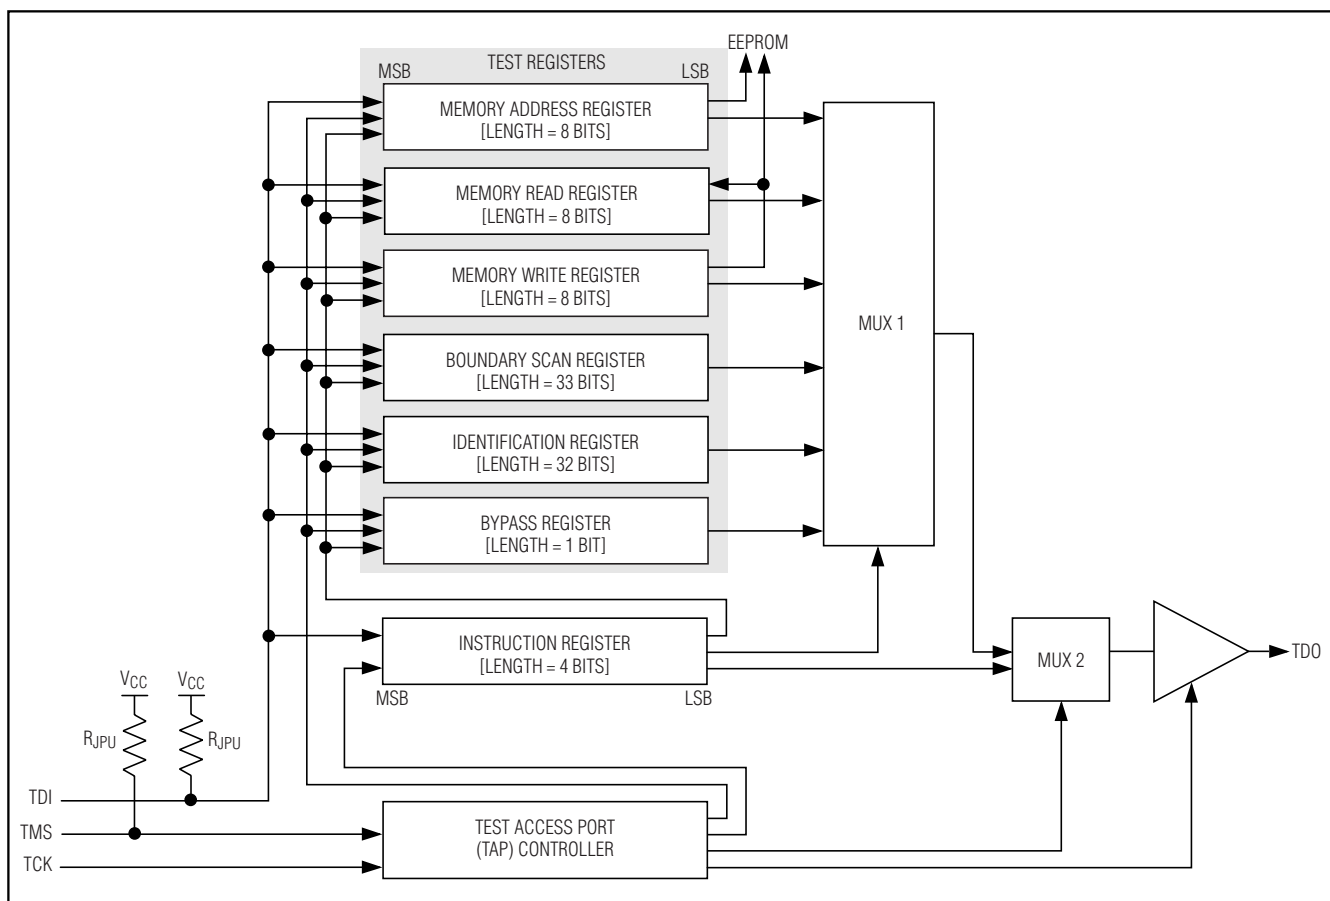 EEPROM
TEST REGISTERS
MSB
LSB
MEMORY ADDRESS REGISTER
[LENGTH = 8 BITS]
MEMORY READ REGISTER
[LENGTH = 8 BITS]
MEMORY WRITE REGISTER
[LENGTH = 8 BITS]
MUX 1
BOUNDARY SCAN REGISTER
[LENGTH = 33 BITS]
IDENTIFICATION REGISTER
[LENGTH = 32 BITS]
BYPASS REGISTER
[LENGTH = 1 BIT]
INSTRUCTION REGISTER
[LENGTH = 4 BITS]
MSB
LSB
MUX 2
TDO
VCC
VCC
RJPU
RJPU
TDI
TMS
TCK
TEST ACCESS PORT
(TAP) CONTROLLER